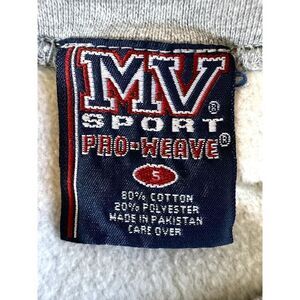 MV®
SPORT
PRO-WEAVE®
S
80% COTTON
20% POLYESTER
MADE IN PAKISTAN
CARE OVER